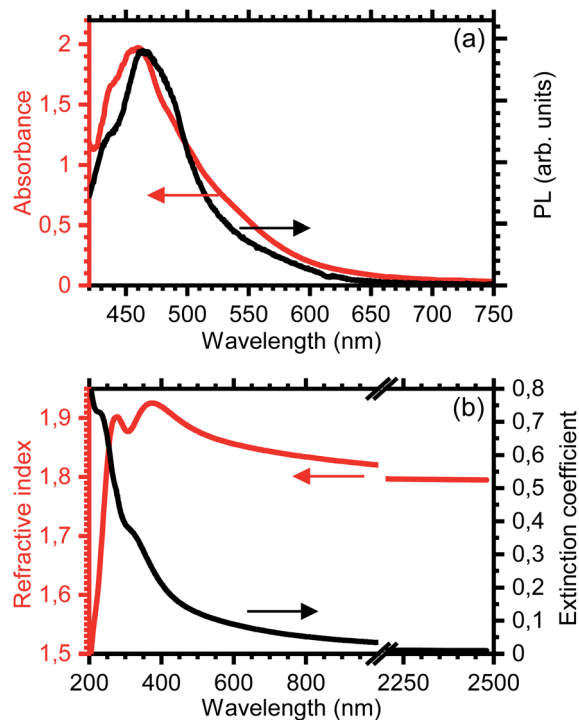 (a)
2
1,5
1
0,5
0
Absorbance
PL (arb. units)
450 500 550 600 650 700 750
Wavelength (nm)
(b)
1,9
1,8
1,7
1,6
1,5
Refractive index
0,8
0,7
0,6
0,5
0,4
0,3
0,2
0,1
0
Extinction coefficient
200 400 600 800 2250 2500
Wavelength (nm)